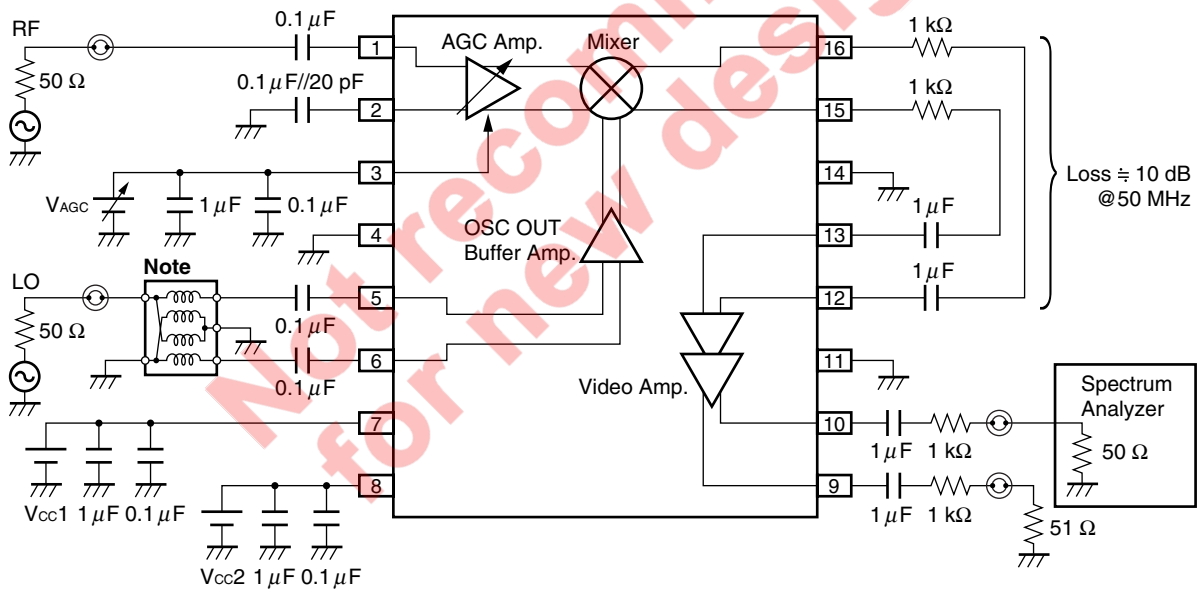 RF
50 Ω
0.1 µF
0.1 µF//20 pF
1
2
3
4
5
6
7
8
AGC Amp.
Mixer
OSC OUT
Buffer Amp.
Video Amp.
VAGC
1 µF
0.1 µF
LO
50 Ω
Note
0.1 µF
0.1 µF
VCC1 1 µF 0.1 µF
VCC2 1 µF 0.1 µF
16
15
14
13
12
11
10
9
1 kΩ
1 kΩ
1 µF
1 µF
Loss ≒ 10 dB
@50 MHz
1 µF 1 kΩ
1 µF 1 kΩ
Spectrum
Analyzer
50 Ω
51 Ω
Not recom
for new desig